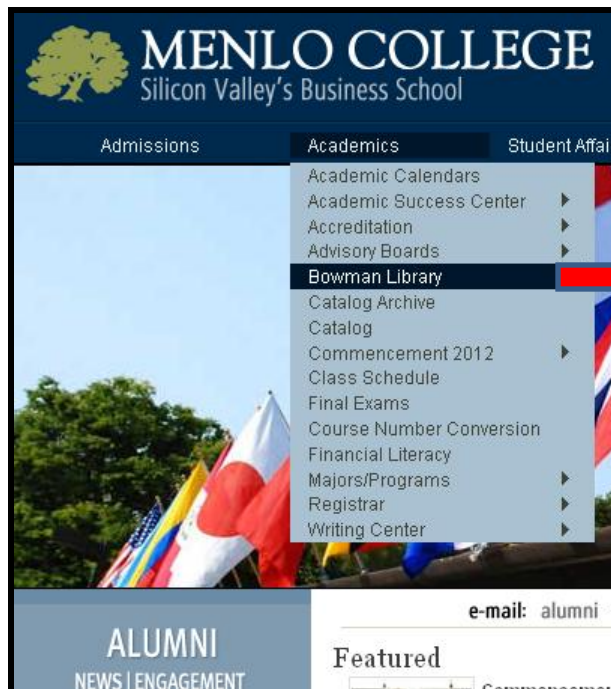 MENLO COLLEGE
Silicon Valley's Business School
Admissions Academics Student Affai
Academic Calendars
Academic Success Center
Accreditation
Advisory Boards
Bowman Library
Catalog Archive
Catalog
Commencement 2012
Class Schedule
Final Exams
Course Number Conversion
Financial Literacy
Majors/Programs
Registrar
Writing Center
e-mail: alumni
ALUMNI
NEWS | ENGAGEMENT
Featured